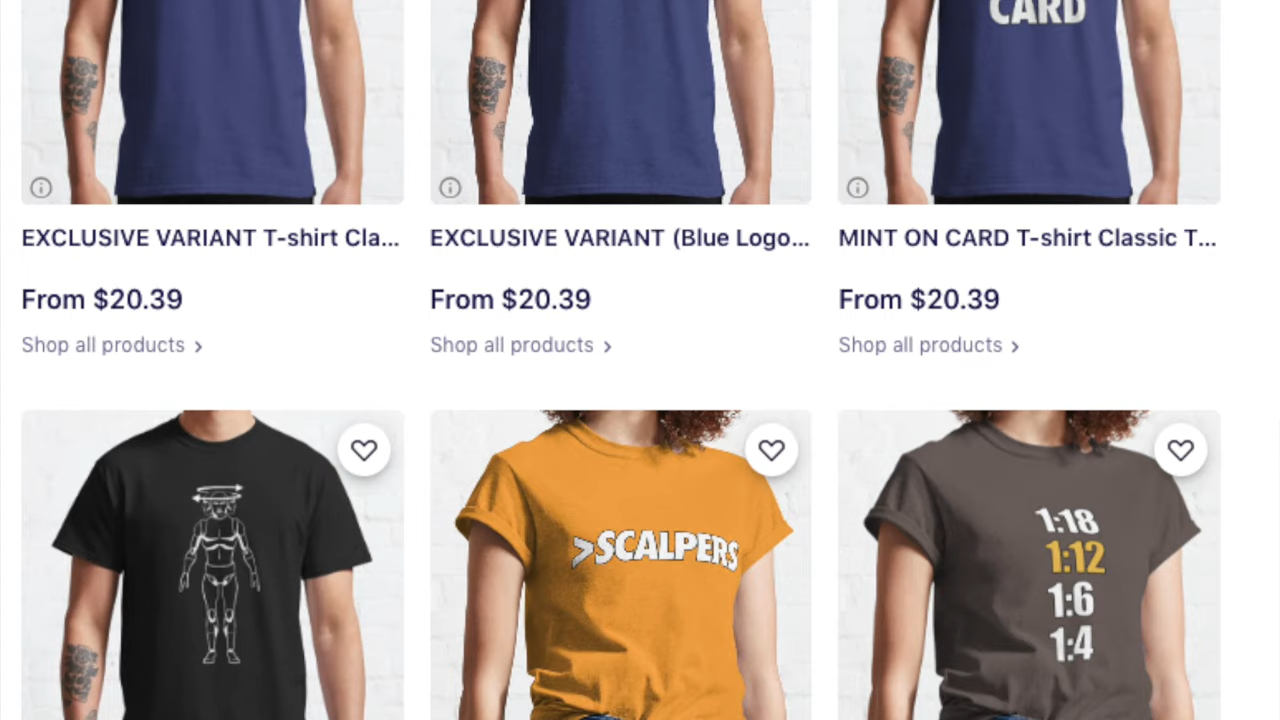 CARD
EXCLUSIVE VARIANT T-shirt Cla...
EXCLUSIVE VARIANT (Blue Logo...
MINT ON CARD T-shirt Classic T...
From $20.39
From $20.39
From $20.39
Shop all products >
Shop all products >
Shop all products >
>SCALPERS
1:18
1:12
1:6
1:4